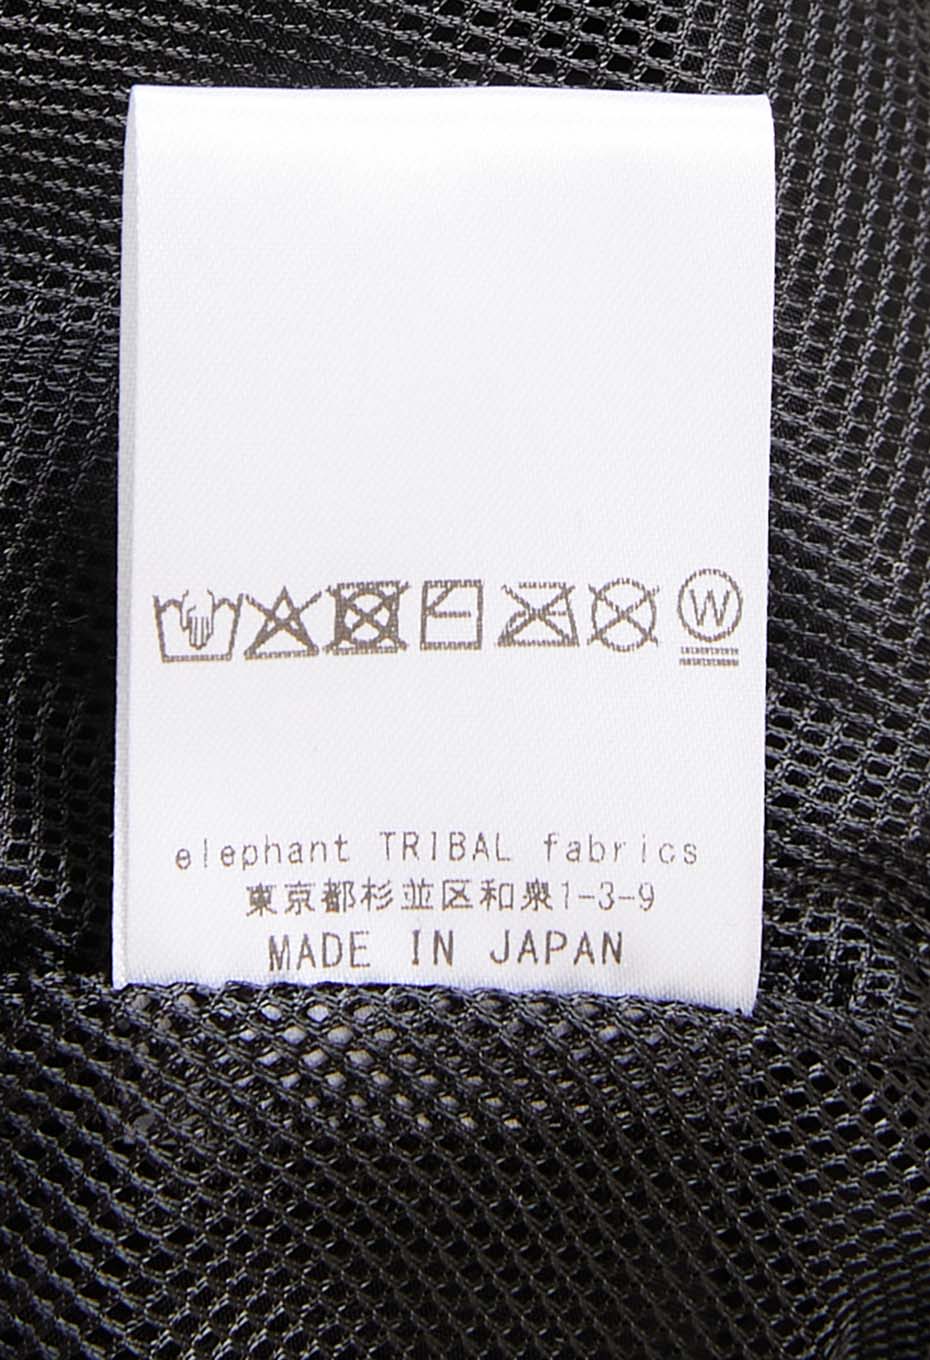 W
elephant TRIBAL fabrics
東京都杉並区和泉1-3-9
MADE IN JAPAN